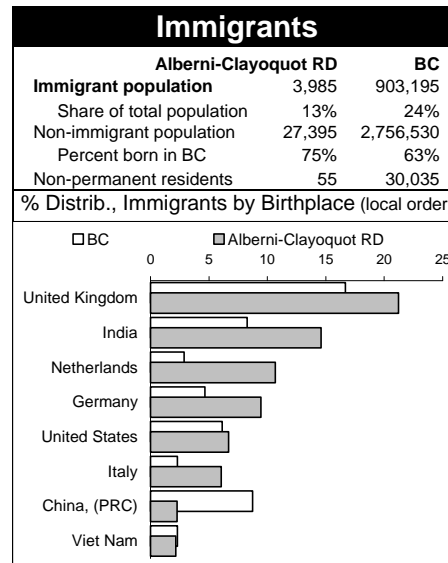 Immigrants
Alberni-Clayoquot RD BC
Immigrant population 3,985 903,195
Share of total population 13% 24%
Non-immigrant population 27,395 2,756,530
Percent born in BC 75% 63%
Non-permanent residents 55 30,035
% Distrib., Immigrants by Birthplace (local order
BC Alberni-Clayoquot RD
0 5 10 15 20 25
United Kingdom
India
Netherlands
Germany
United States
Italy
China, (PRC)
Viet Nam